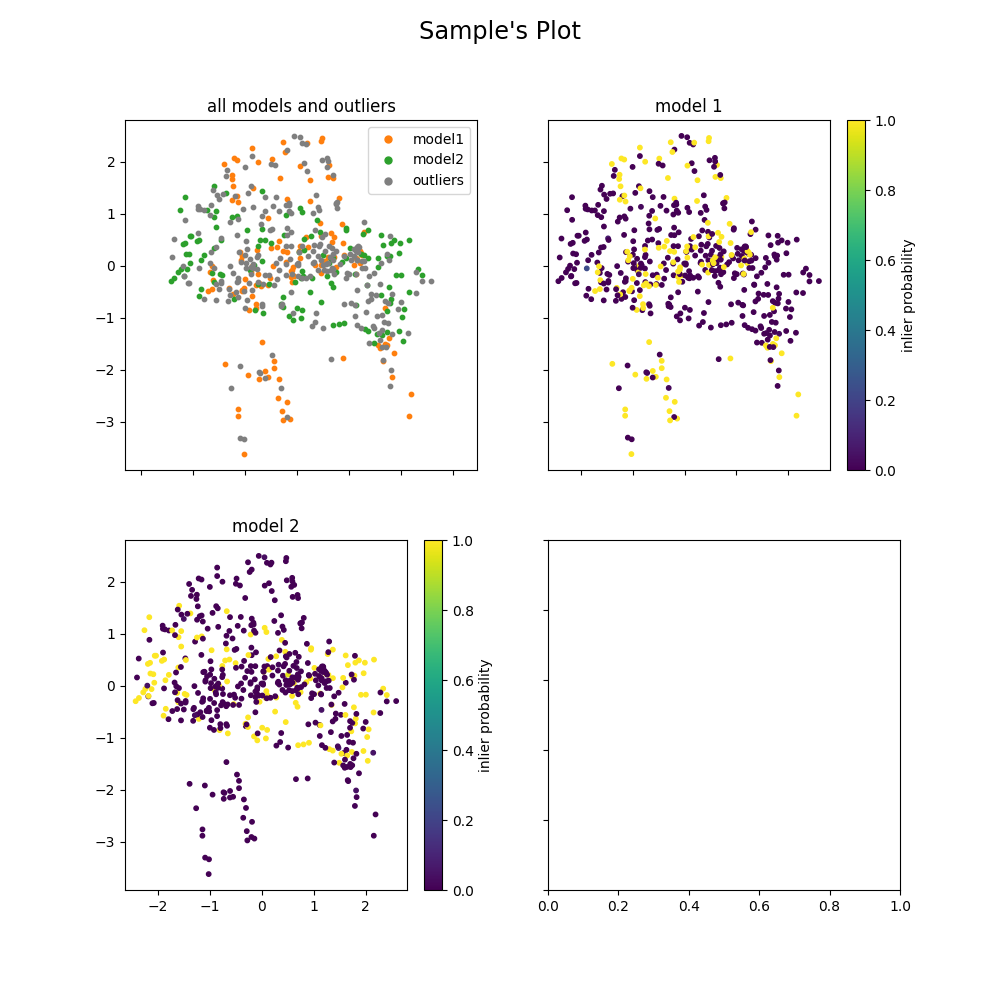 Sample's Plot
all models and outliers
model1
model2
outliers
2
1
0
−1
−2
−3
model 1
1.0
0.8
0.6
0.4
0.2
0.0
inlier probability
model 2
2
1
0
−1
−2
−3
−2 −1 0 1 2
1.0
0.8
0.6
0.4
0.2
0.0
inlier probability
0.0 0.2 0.4 0.6 0.8 1.0